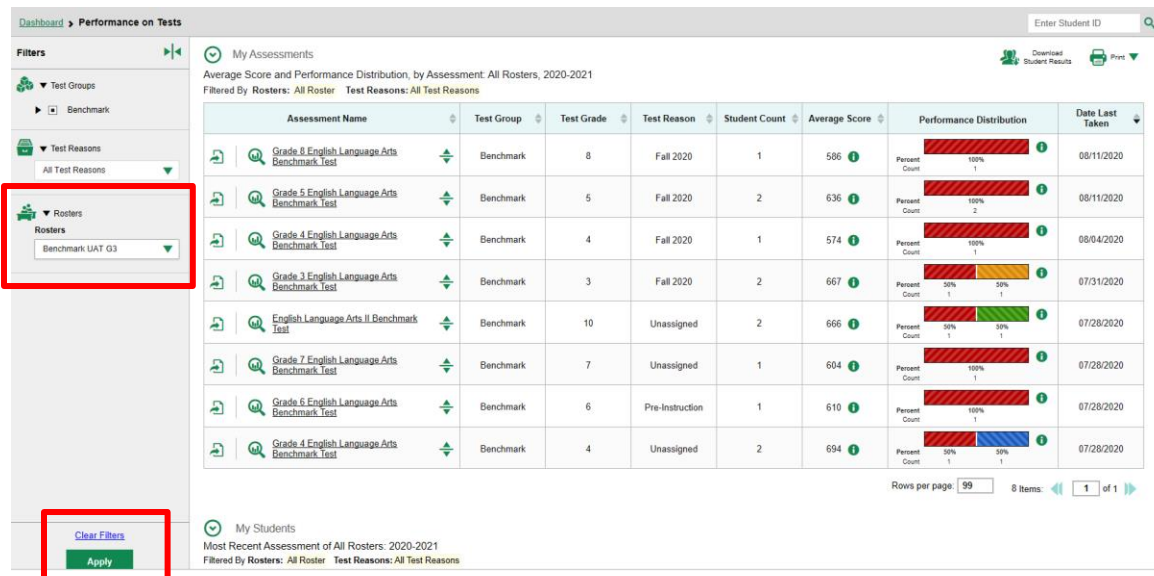 Dashboard > Performance on Tests
Enter Student ID
Filters
Test Groups
Benchmark
Test Reasons
All Test Reasons
Rosters
Rosters
Benchmark UAT G3
Clear Filters
Apply
My Assessments
Download Student Results
Print
Average Score and Performance Distribution, by Assessment: All Rosters, 2020-2021
Filtered By Rosters: All Roster Test Reasons: All Test Reasons
Assessment Name Test Group Test Grade Test Reason Student Count Average Score Performance Distribution Date Last Taken
Grade 8 English Language Arts Benchmark Test Benchmark 8 Fall 2020 1 586 Percent 100% Count 1 08/11/2020
Grade 5 English Language Arts Benchmark Test Benchmark 5 Fall 2020 2 636 Percent 100% Count 2 08/11/2020
Grade 4 English Language Arts Benchmark Test Benchmark 4 Fall 2020 1 574 Percent 100% Count 1 08/04/2020
Grade 3 English Language Arts Benchmark Test Benchmark 3 Fall 2020 2 667 Percent 50% 50% Count 1 1 07/31/2020
English Language Arts II Benchmark Test Benchmark 10 Unassigned 2 666 Percent 50% 50% Count 1 1 07/28/2020
Grade 7 English Language Arts Benchmark Test Benchmark 7 Unassigned 1 604 Percent 100% Count 1 07/28/2020
Grade 6 English Language Arts Benchmark Test Benchmark 6 Pre-Instruction 1 610 Percent 100% Count 1 07/28/2020
Grade 4 English Language Arts Benchmark Test Benchmark 4 Unassigned 2 694 Percent 50% 50% Count 1 1 07/28/2020
Rows per page: 99 8 Items: 1 of 1
My Students
Most Recent Assessment of All Rosters: 2020-2021
Filtered By Rosters: All Roster Test Reasons: All Test Reasons